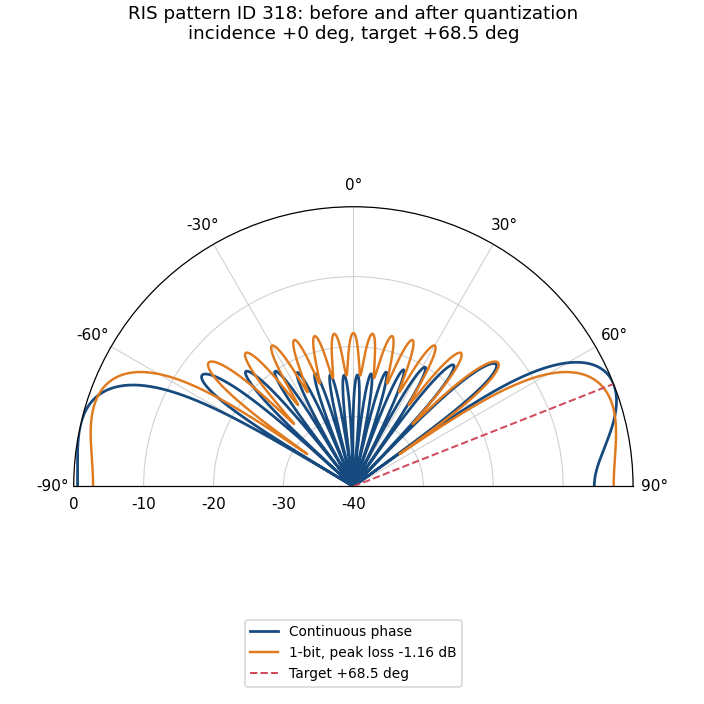 RIS pattern ID 318: before and after quantization
incidence +0 deg, target +68.5 deg
0°
-30°
30°
-60°
60°
-90°
90°
0
-10
-20
-30
-40
Continuous phase
1-bit, peak loss -1.16 dB
Target +68.5 deg